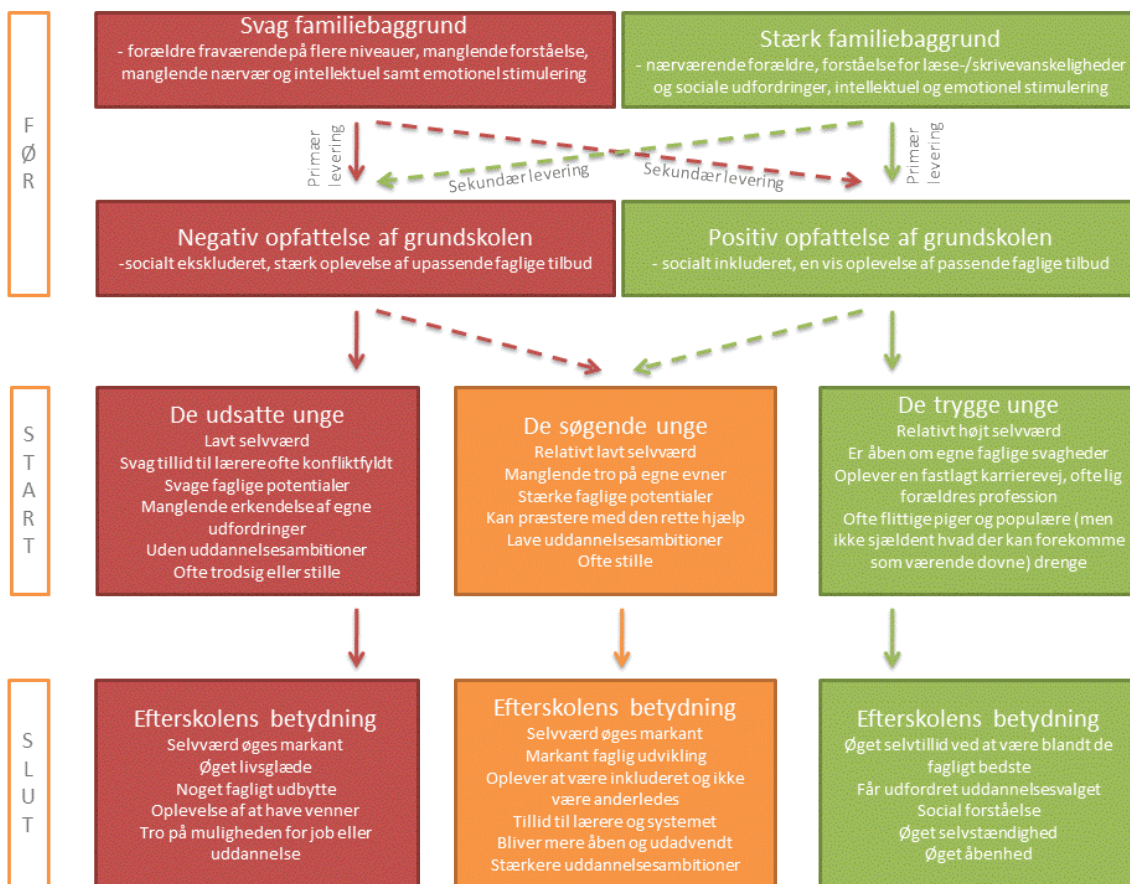 FØR
Svag familiebaggrund
- forældre fraværende på flere niveauer, manglende forståelse,
manglende nærvær og intellektuel samt emotionel stimulering
Stærk familiebaggrund
- nærværende forældre, forståelse for læse-/skrivevanskeligheder
og sociale udfordringer, intellektuel og emotionel stimulering
Primær
levering
Sekundær levering
Sekundær levering
Primær
levering
Negativ opfattelse af grundskolen
-socialt ekskluderet, stærk oplevelse af upassende faglige tilbud
Positiv opfattelse af grundskolen
- socialt inkluderet, en vis oplevelse af passende faglige tilbud
START
De udsatte unge
Lavt selvværd
Svag tillid til lærere ofte konfliktfyldt
Svage faglige potentialer
Manglende erkendelse af egne
udfordringer
Uden uddannelsesambitioner
Ofte trodsig eller stille
De søgende unge
Relativt lavt selvværd
Manglende tro på egne evner
Stærke faglige potentialer
Kan præstere med den rette hjælp
Lave uddannelsesambitioner
Ofte stille
De trygge unge
Relativt højt selvværd
Er åben om egne faglige svagheder
Oplever en fastlagt karrierevej, ofte lig
forældres profession
Ofte flittige piger og populære (men
ikke sjældent hvad der kan forekomme
som værende dovne) drenge
SLUT
Efterskolens betydning
Selvværd øges markant
Øget livsglæde
Noget fagligt udbytte
Oplevelse af at have venner
Tro på muligheden for job eller
uddannelse
Efterskolens betydning
Selvværd øges markant
Markant faglig udvikling
Oplever at være inkluderet og ikke
være anderledes
Tillid til lærere og systemet
Bliver mere åben og udadvendt
Stærkere uddannelsesambitioner
Efterskolens betydning
Øget selvtillid ved at være blandt de
fagligt bedste
Får udfordret uddannelsesvalget
Social forståelse
Øget selvstændighed
Øget åbenhed